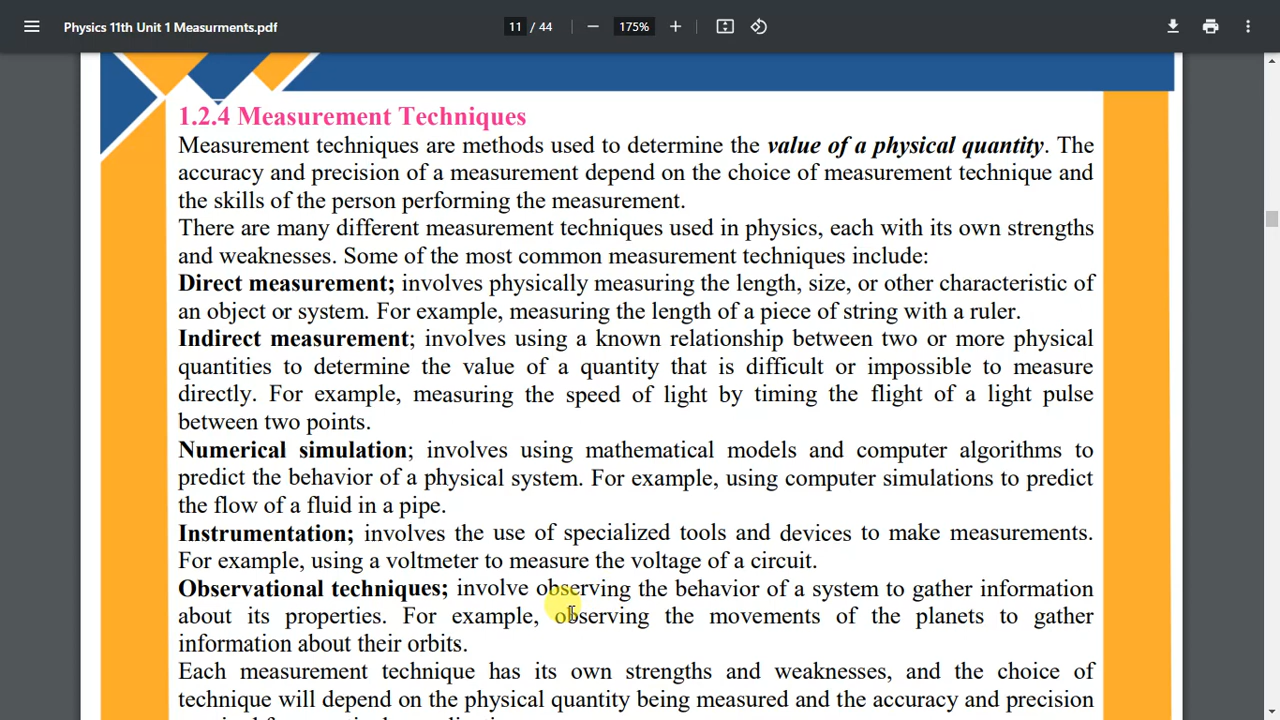 Physics 11th Unit 1 Measurments.pdf
11 / 44
175%
1.2.4 Measurement Techniques
Measurement techniques are methods used to determine the value of a physical quantity. The
accuracy and precision of a measurement depend on the choice of measurement technique and
the skills of the person performing the measurement.
There are many different measurement techniques used in physics, each with its own strengths
and weaknesses. Some of the most common measurement techniques include:
Direct measurement; involves physically measuring the length, size, or other characteristic of
an object or system. For example, measuring the length of a piece of string with a ruler.
Indirect measurement; involves using a known relationship between two or more physical
quantities to determine the value of a quantity that is difficult or impossible to measure
directly. For example, measuring the speed of light by timing the flight of a light pulse
between two points.
Numerical simulation; involves using mathematical models and computer algorithms to
predict the behavior of a physical system. For example, using computer simulations to predict
the flow of a fluid in a pipe.
Instrumentation; involves the use of specialized tools and devices to make measurements.
For example, using a voltmeter to measure the voltage of a circuit.
Observational techniques; involve observing the behavior of a system to gather information
about its properties. For example, observing the movements of the planets to gather
information about their orbits.
Each measurement technique has its own strengths and weaknesses, and the choice of
technique will depend on the physical quantity being measured and the accuracy and precision